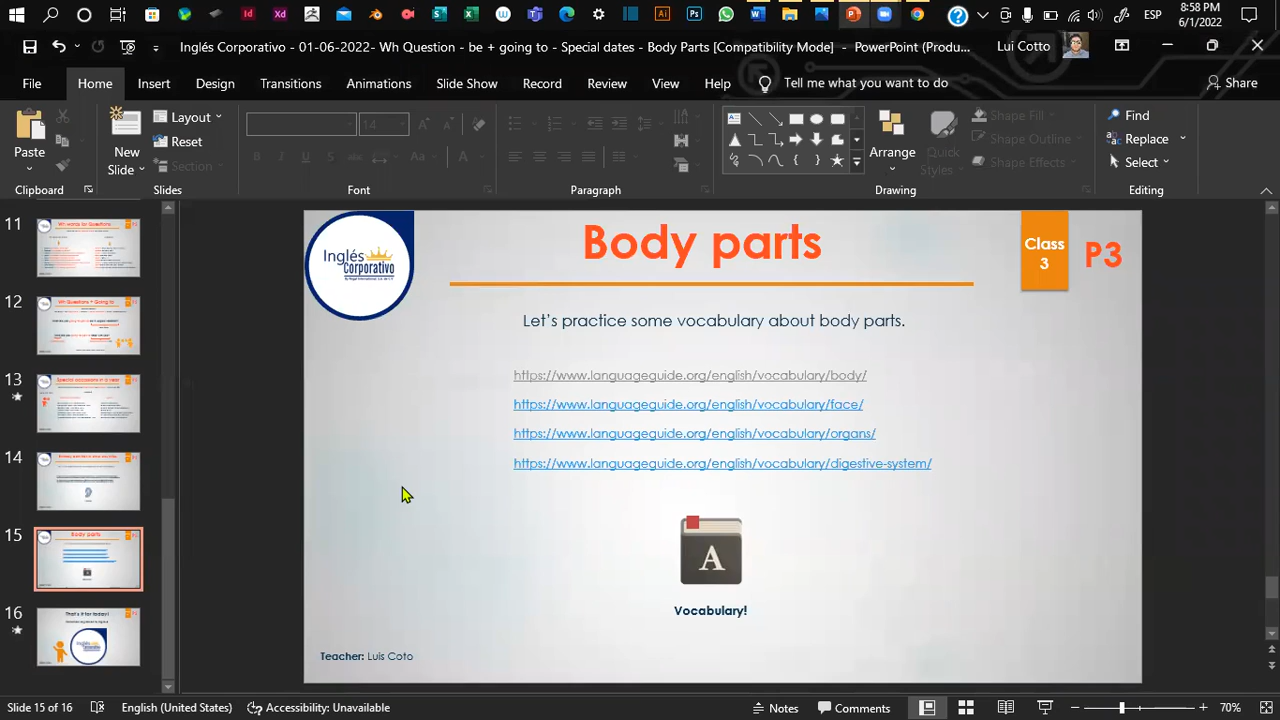 8:58 PM
ESP
6/1/2022
Inglés Corporativo - 01-06-2022- Wh Question - be + going to - Special dates - Body Parts [Compatibility Mode] - PowerPoint (Produ...
Lui Cotto
File
Home
Insert
Design
Transitions
Animations
Slide Show
Record
Review
View
Help
Tell me what you want to do
Share
Paste
New
Slide
Layout
Reset
Section
14
Arrange
Quick
Styles
Shape Fill
Shape Outline
Shape Effects
Find
Replace
Select
Clipboard
Slides
Font
Paragraph
Drawing
Editing
11
12
13
14
15
16
Body parts
That's it for today!
Inglés
Corporativo
Body parts
Class
3
P3
Let's practice some vocabulary about body parts.
https://www.languageguide.org/english/vocabulary/body/
https://www.languageguide.org/english/vocabulary/face/
https://www.languageguide.org/english/vocabulary/organs/
https://www.languageguide.org/english/vocabulary/digestive-system/
A
Vocabulary!
Teacher: Luis Coto
Slide 15 of 16
English (United States)
Accessibility: Unavailable
Notes
Comments
70%